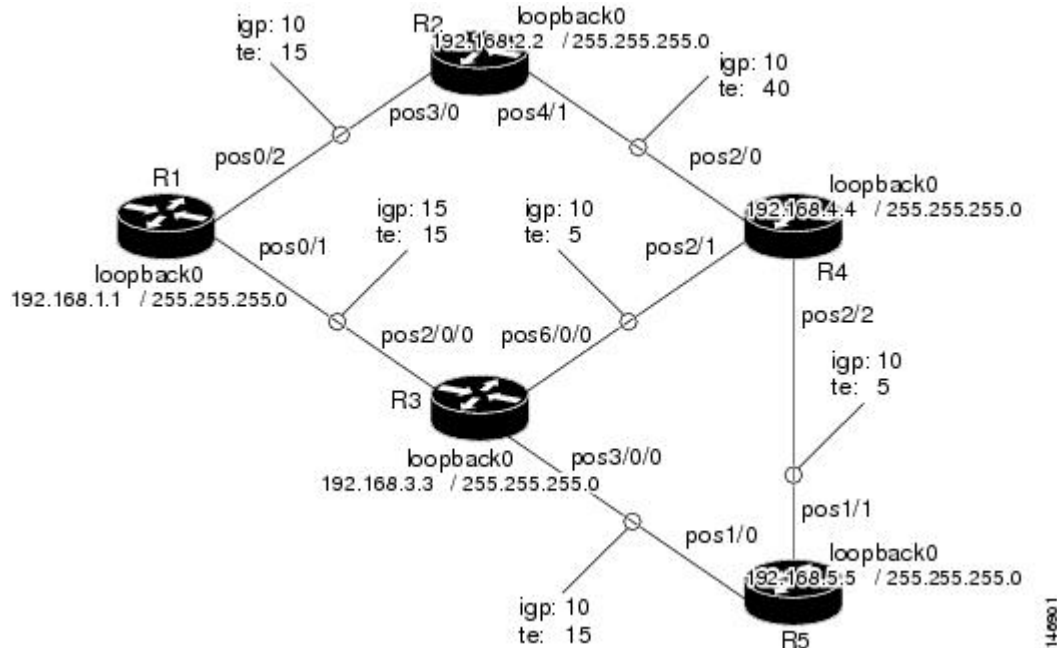 igp: 10
te: 15
R2
loopback0
192.168.2.2 / 255.255.255.0
igp: 10
te: 40
pos3/0
pos4/1
pos0/2
pos2/0
R1
loopback0
192.168.4.4 / 255.255.255.0
igp: 15
te: 15
igp: 10
te: 5
pos0/1
pos2/1
loopback0
192.168.1.1 / 255.255.255.0
R4
pos2/2
pos2/0/0
pos6/0/0
igp: 10
te: 5
R3
loopback0
192.168.3.3 / 255.255.255.0
pos3/0/0
pos1/1
pos1/0
loopback0
192.168.5.5 / 255.255.255.0
igp: 10
te: 15
R5
146901